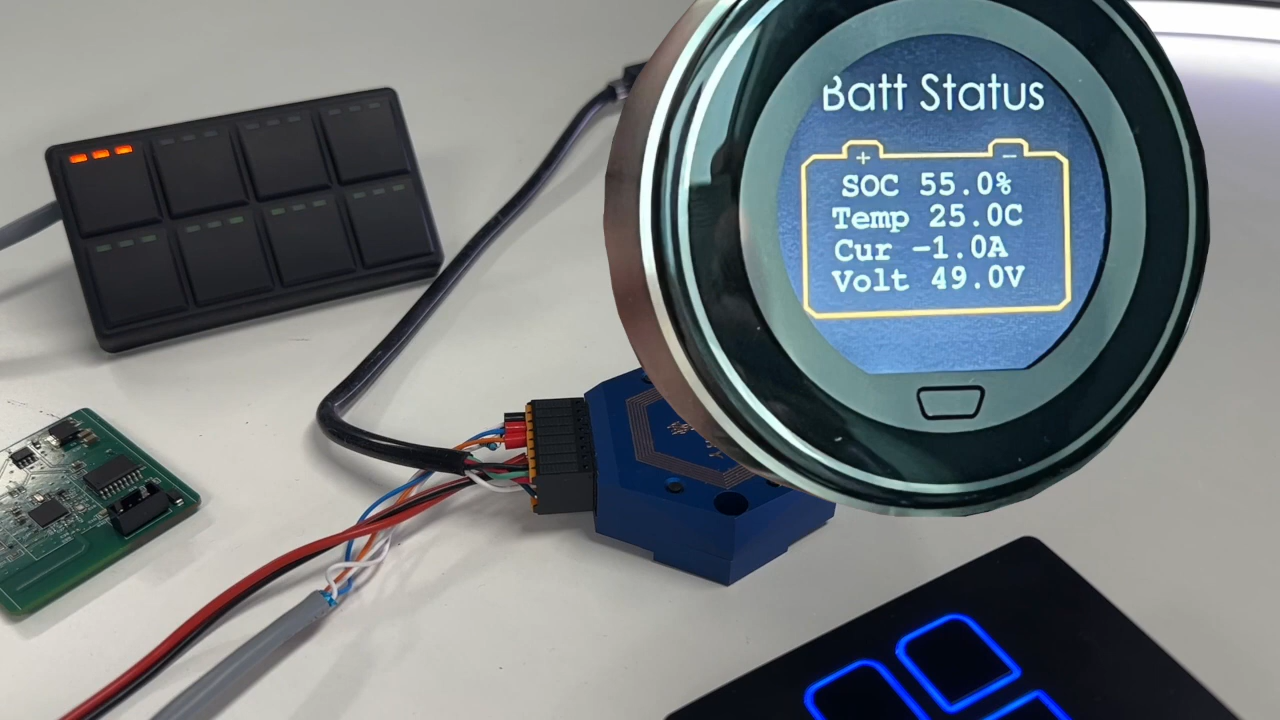 Batt Status
+ −
SOC 55.0%
Temp 25.0C
Cur -1.0A
Volt 49.0V